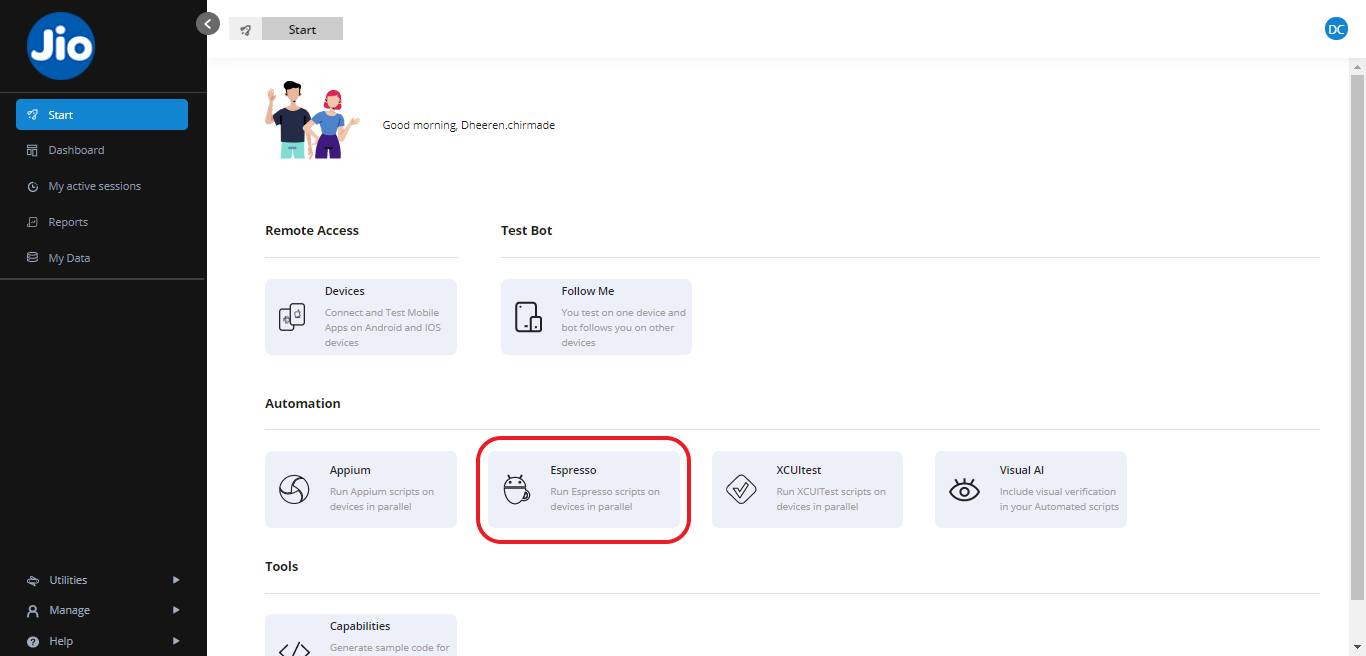 Jio
Start
DC
Start
Dashboard
My active sessions
Reports
My Data
Utilities
Manage
Help
Good morning, Dheeren.chirmade
Remote Access
Devices
Connect and Test Mobile
Apps on Android and IOS
devices
Test Bot
Follow Me
You test on one device and
bot follows you on other
devices
Automation
Appium
Run Appium scripts on
devices in parallel
Espresso
Run Espresso scripts on
devices in parallel
XCUItest
Run XCUITest scripts on
devices in parallel
Visual AI
Include visual verification
in your Automated scripts
Tools
Capabilities
Generate sample code for